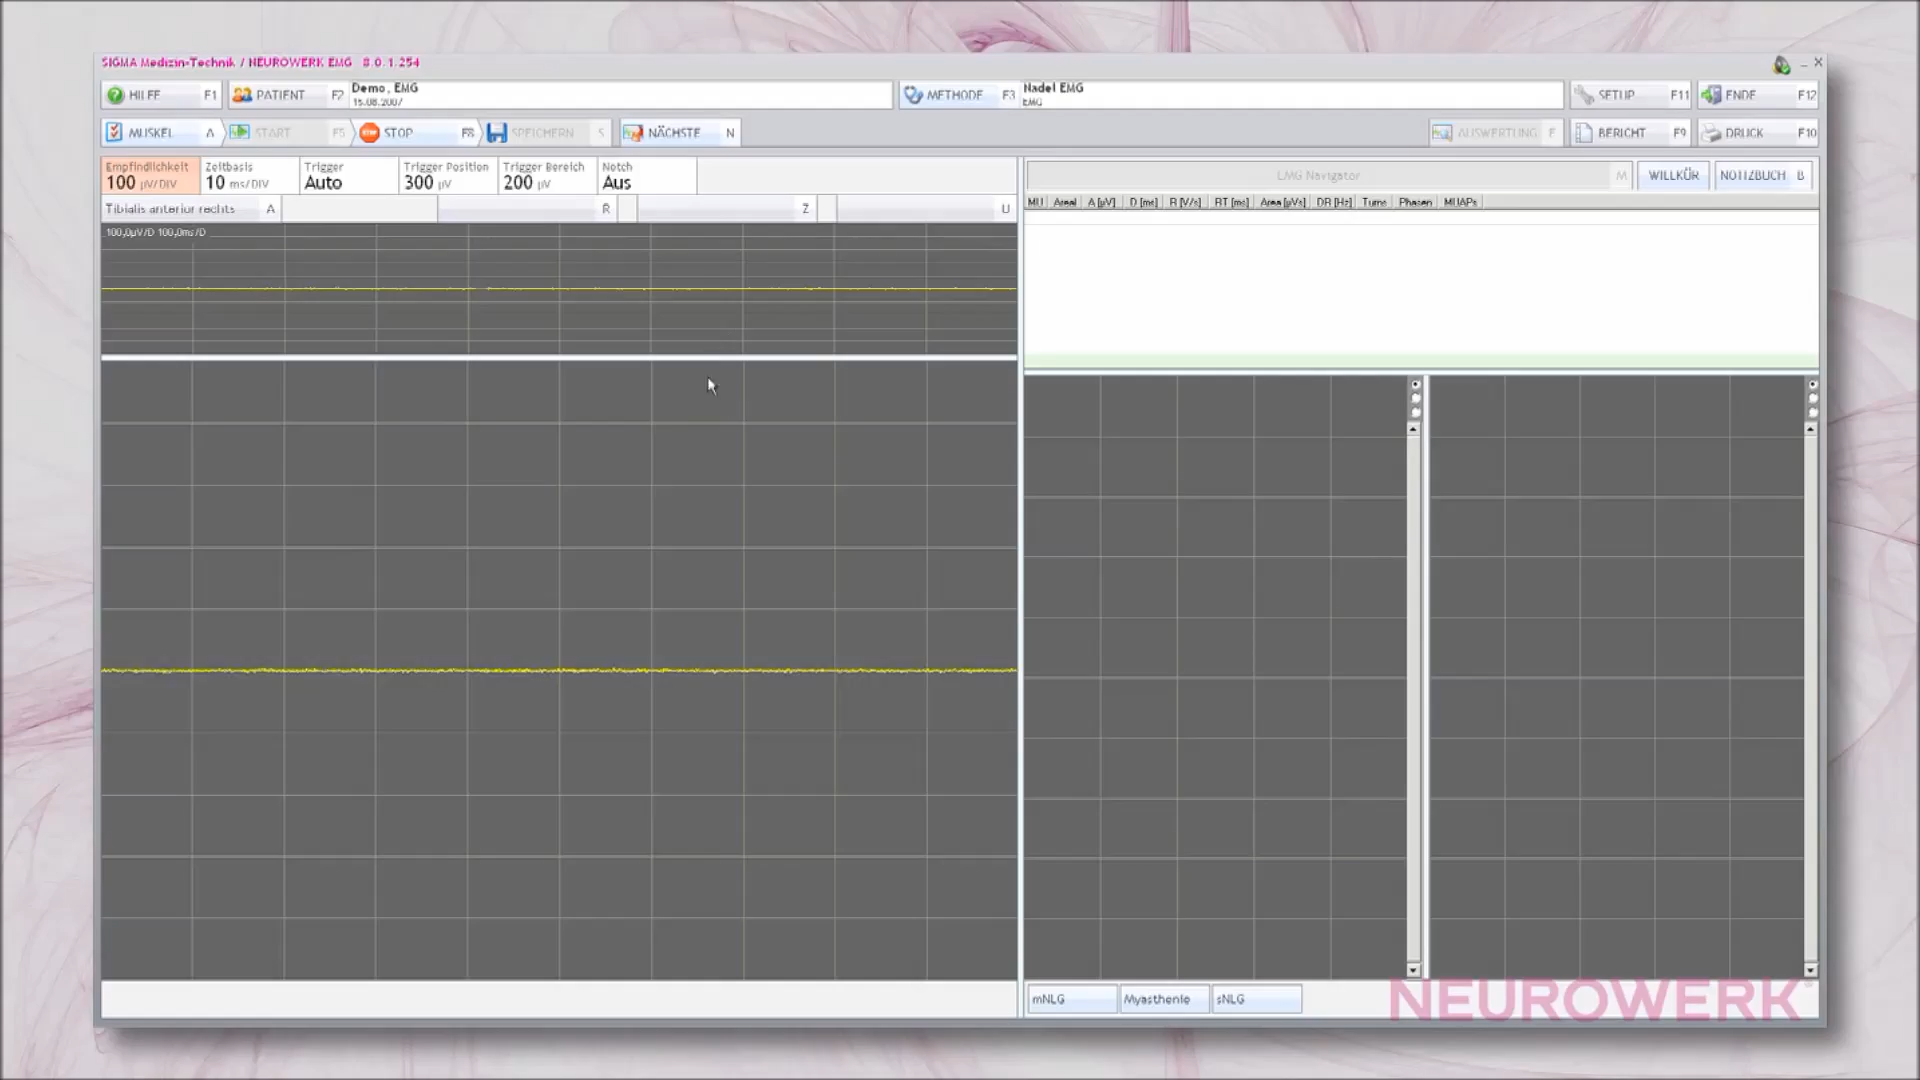 SIGMA Medizin-Technik / NEUROWERK EMG 8.0.1.254
HILFE F1 PATIENT F2 Demo, EMG
15.08.2007
METHODE F3 Nadel EMG
EMG
SETUP F11 ENDE F12
MUSKEL A START F5 STOP F8 SPEICHERN S NÄCHSTE N AUSWERTUNG E BERICHT F9 DRUCK F10
Empfindlichkeit Zeitbasis Trigger Trigger Position Trigger Bereich Notch
100 µV/DIV 10 ms/DIV Auto 300 µV 200 µV Aus
EMG Navigator M WILLKÜR NOTIZBUCH B
Tibialis anterior rechts A R Z U
MU Areal A [µV] D [ms] R [V/s] RT [ms] Area [µVs] DR [Hz] Turns Phasen MUAPs
100,0µV/D 100,0ms/D
mNLG Myasthenie sNLG
NEUROWERK